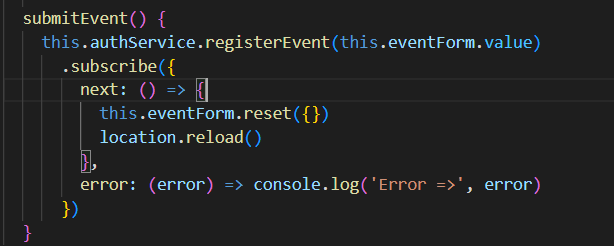 submitEvent() {
  this.authService.registerEvent(this.eventForm.value)
    .subscribe({
      next: () => {
        this.eventForm.reset({})
        location.reload()
      },
      error: (error) => console.log('Error =>', error)
    })
}